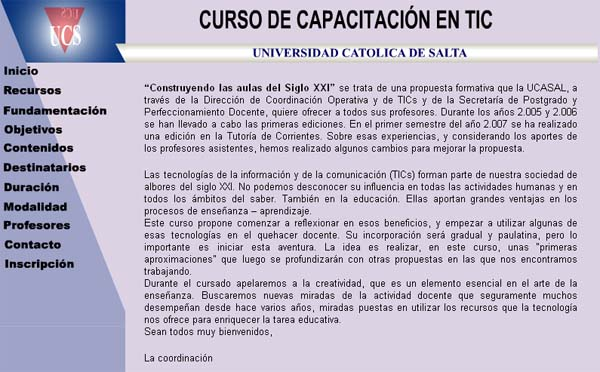 UCS
CURSO DE CAPACITACIÓN EN TIC
UNIVERSIDAD CATOLICA DE SALTA
Inicio
Recursos
Fundamentación
Objetivos
Contenidos
Destinatarios
Duración
Modalidad
Profesores
Contacto
Inscripción
“Construyendo las aulas del Siglo XXI” se trata de una propuesta formativa que la UCASAL, a
través de la Dirección de Coordinación Operativa y de TICs y de la Secretaría de Postgrado y
Perfeccionamiento Docente, quiere ofrecer a todos sus profesores. Durante los años 2.005 y 2.006
se han llevado a cabo las primeras ediciones. En el primer semestre del año 2.007 se ha realizado
una edición en la Tutoría de Corrientes. Sobre esas experiencias, y considerando los aportes de
los profesores asistentes, hemos realizado algunos cambios para mejorar la propuesta.
Las tecnologías de la información y de la comunicación (TICs) forman parte de nuestra sociedad de
albores del siglo XXI. No podemos desconocer su influencia en todas las actividades humanas y en
todos los ámbitos del saber. También en la educación. Ellas aportan grandes ventajas en los
procesos de enseñanza – aprendizaje.
Este curso propone comenzar a reflexionar en esos beneficios, y empezar a utilizar algunas de
esas tecnologías en el quehacer docente. Su incorporación será gradual y paulatina, pero lo
importante es iniciar esta aventura. La idea es realizar, en este curso, unas "primeras
aproximaciones" que luego se profundizarán con otras propuestas en las que nos encontramos
trabajando.
Durante el cursado apelaremos a la creatividad, que es un elemento esencial en el arte de la
enseñanza. Buscaremos nuevas miradas de la actividad docente que seguramente muchos
desempeñan desde hace varios años, miradas puestas en utilizar los recursos que la tecnología
nos ofrece para enriquecer la tarea educativa.
Sean todos muy bienvenidos,
La coordinación